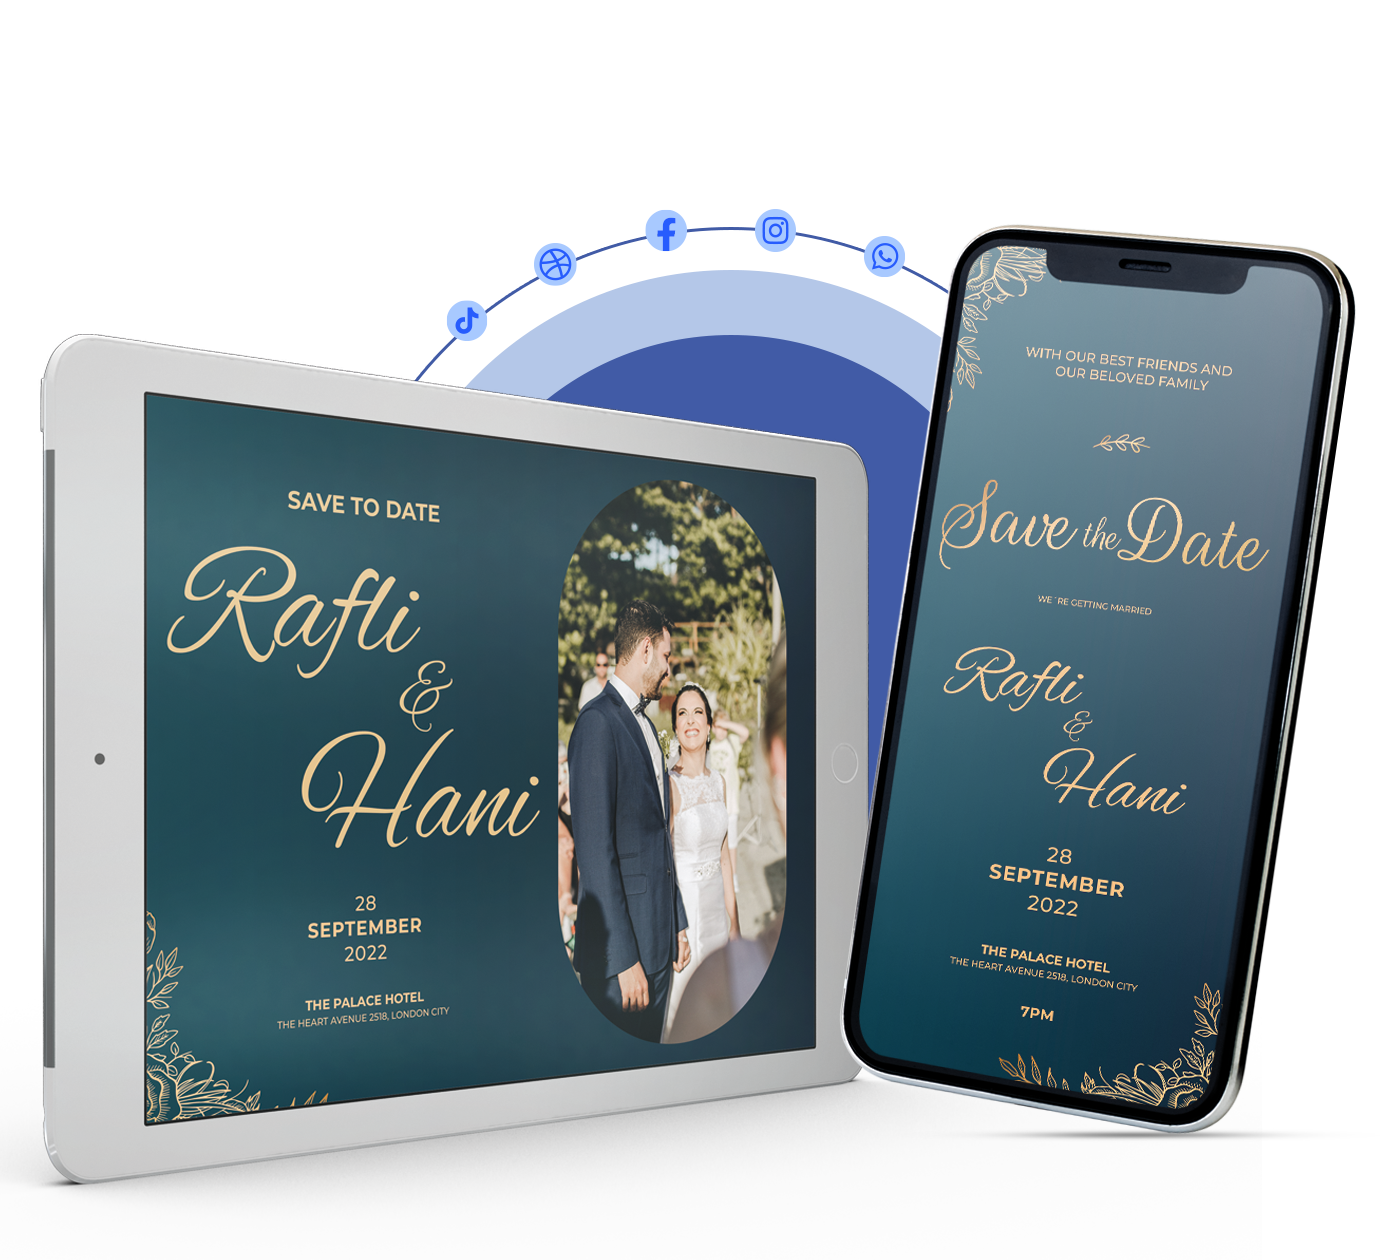 SAVE TO DATE
Rafli
&
Hani
28
SEPTEMBER
2022
THE PALACE HOTEL
THE HEART AVENUE 2518, LONDON CITY
WITH OUR BEST FRIENDS AND
OUR BELOVED FAMILY
Save the Date
WE´RE GETTING MARRIED
Rafli
&
Hani
28
SEPTEMBER
2022
THE PALACE HOTEL
THE HEART AVENUE 2518, LONDON CITY
7PM